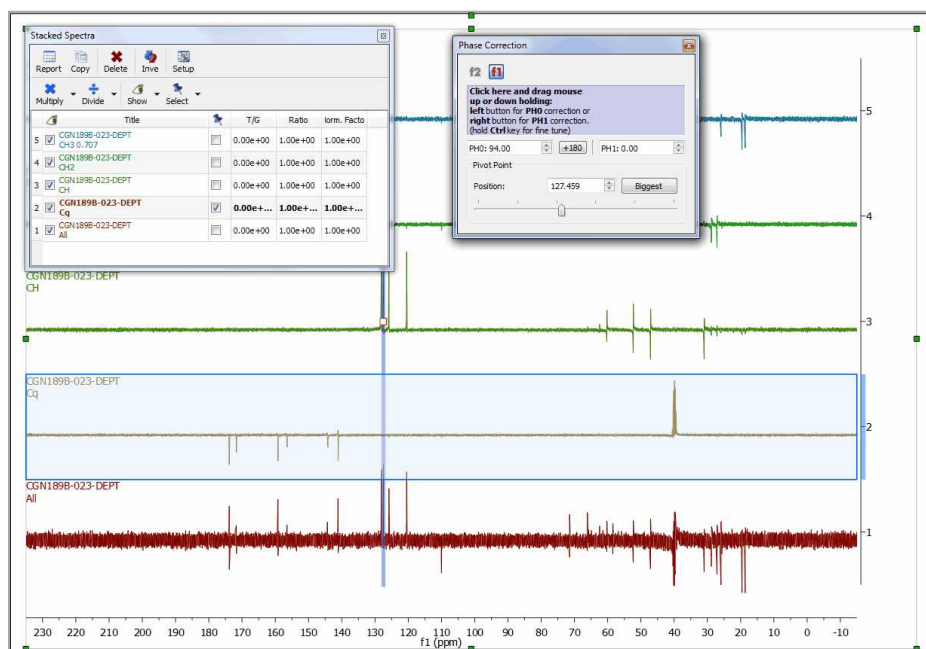 Stacked Spectra
Report Copy Delete Inve Setup
Multiply Divide Show Select
Title T/G Ratio Iorm. Facto
5 CGN189B-023-DEPT
CH3 0.707 0.00e+00 1.00e+00 1.00e+00
4 CGN189B-023-DEPT
CH2 0.00e+00 1.00e+00 1.00e+00
3 CGN189B-023-DEPT
CH 0.00e+00 1.00e+00 1.00e+00
2 CGN189B-023-DEPT
Cq 0.00e+... 1.00e+... 1.00e+...
1 CGN189B-023-DEPT
All 0.00e+00 1.00e+00 1.00e+00
Phase Correction
f2 f1
Click here and drag mouse
up or down holding:
left button for PH0 correction or
right button for PH1 correction.
(hold Ctrl key for fine tune)
PH0: 94.00 +180 PH1: 0.00
Pivot Point
Position: 127.459 Biggest
5
4
CGN189B-023-DEPT
CH
3
CGN189B-023-DEPT
Cq
2
CGN189B-023-DEPT
All
1
230 220 210 200 190 180 170 160 150 140 130 120 110 100 90 80 70 60 50 40 30 20 10 0 -10
f1 (ppm)